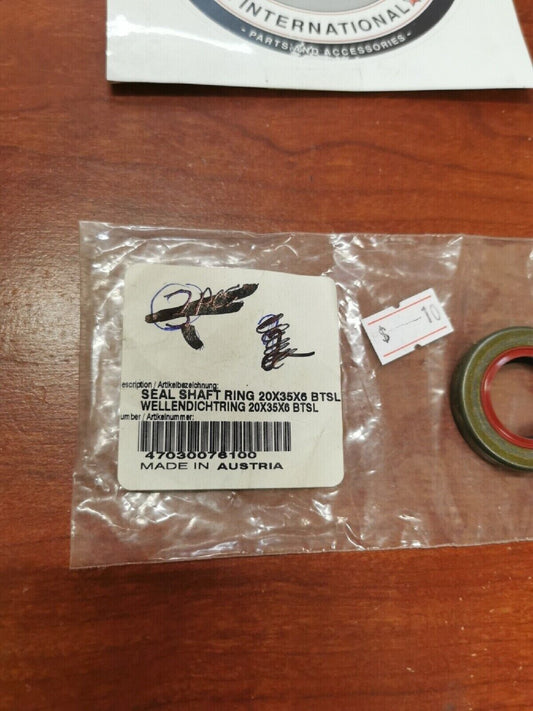 INTERNATIONAL
- PARTS AND ACCESSORIES -
$ 10
escription / Artikelbezeichnung:
SEAL SHAFT RING 20X35X6 BTSL
WELLENDICHTRING 20X35X6 BTSL
umber / Artikelnummer:
47030076100
MADE IN AUSTRIA